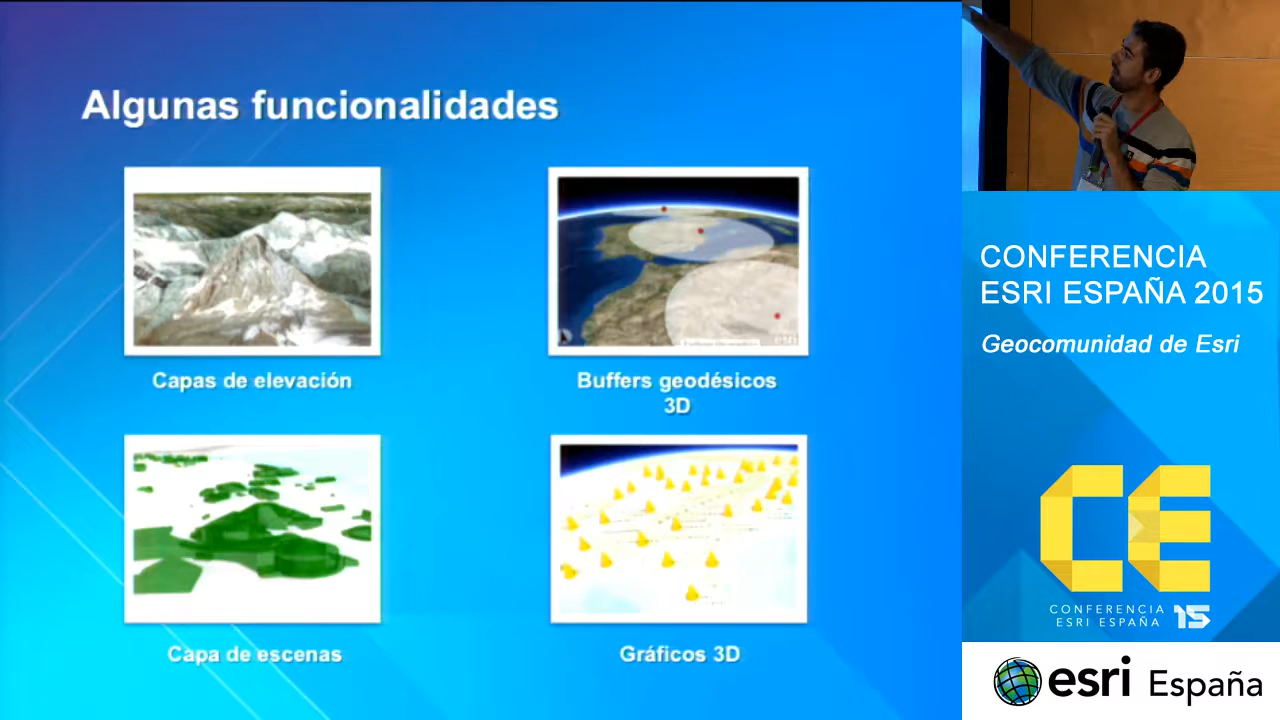 Algunas funcionalidades
Capas de elevación
Buffers geodésicos
3D
esri
Capa de escenas
Gráficos 3D
CONFERENCIA
ESRI ESPAÑA 2015
Geocomunidad de Esri
CE
CONFERENCIA
ESRI ESPAÑA 15
esri España